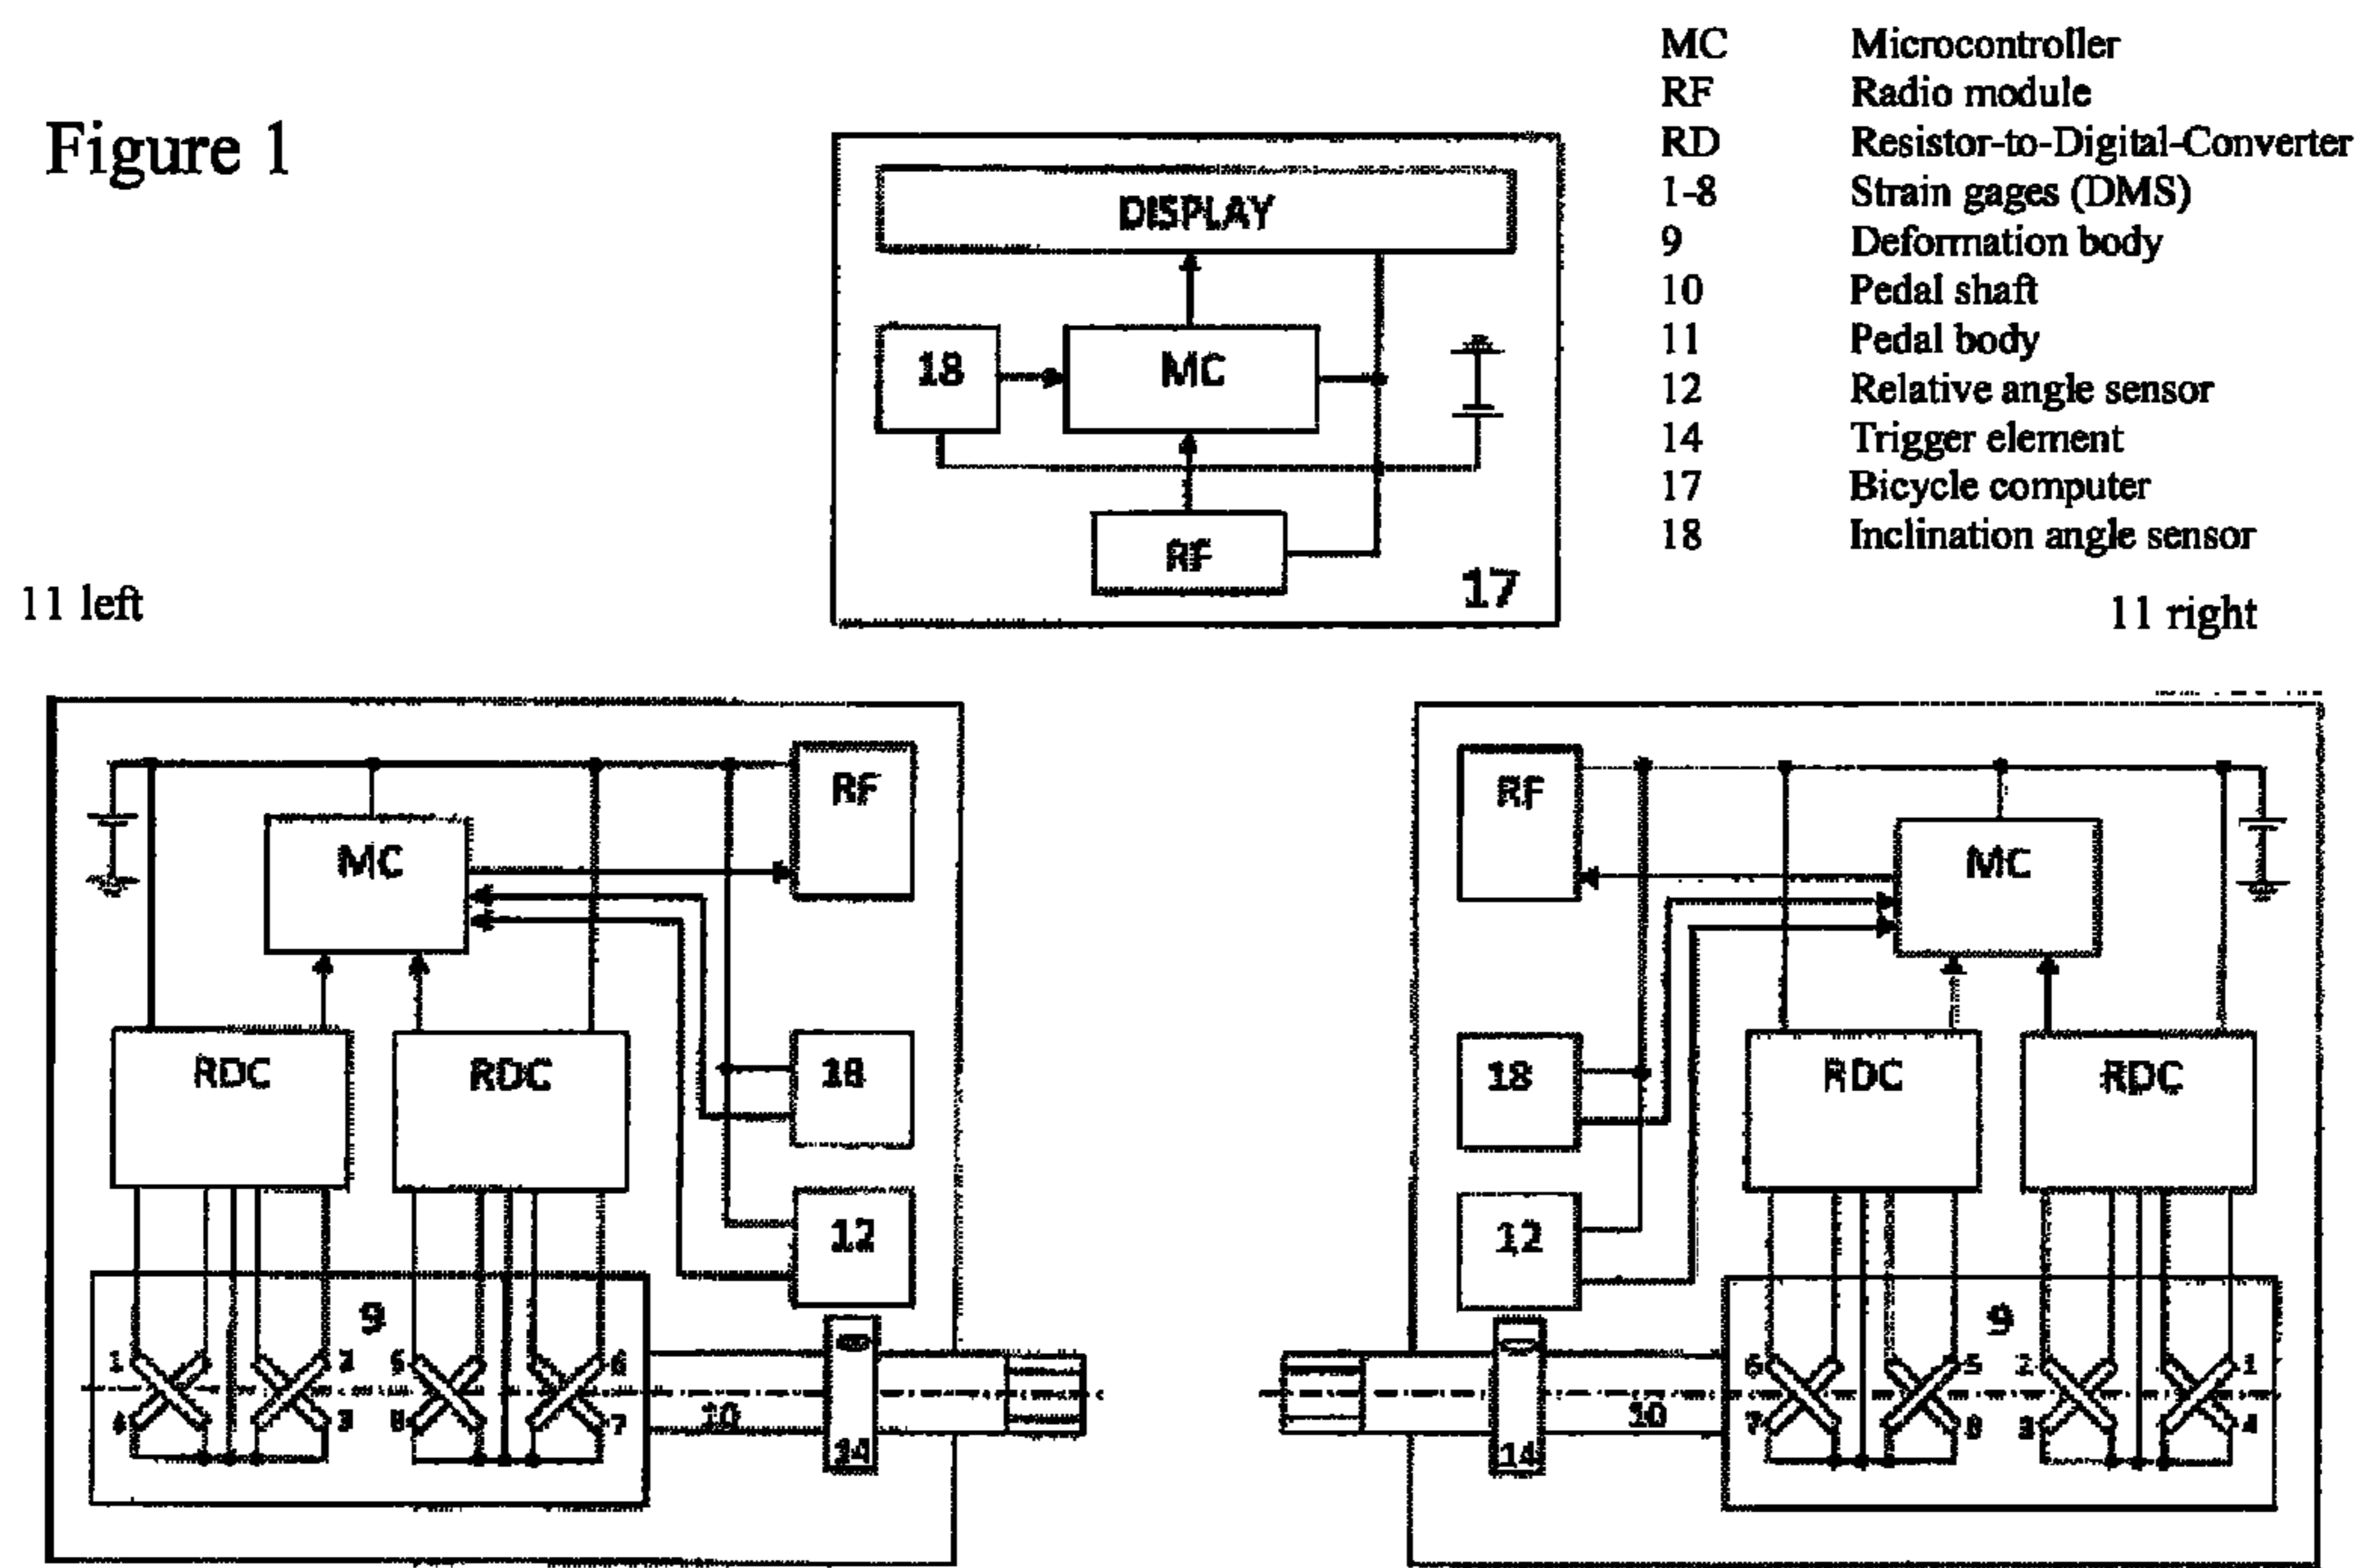 Figure 1
MC Microcontroller
RF Radio module
RD Resistor-to-Digital-Converter
1-8 Strain gages (DMS)
9 Deformation body
10 Pedal shaft
11 Pedal body
12 Relative angle sensor
14 Trigger element
17 Bicycle computer
18 Inclination angle sensor
DISPLAY
18 MC
RF
17
11 left
11 right
RF
MC
RDC RDC
18
12
9
1 2 5 6
4 3 8 7
10
14
RF
MC
18
RDC RDC
12
9
6 5 2 1
7 8 3 4
10
14